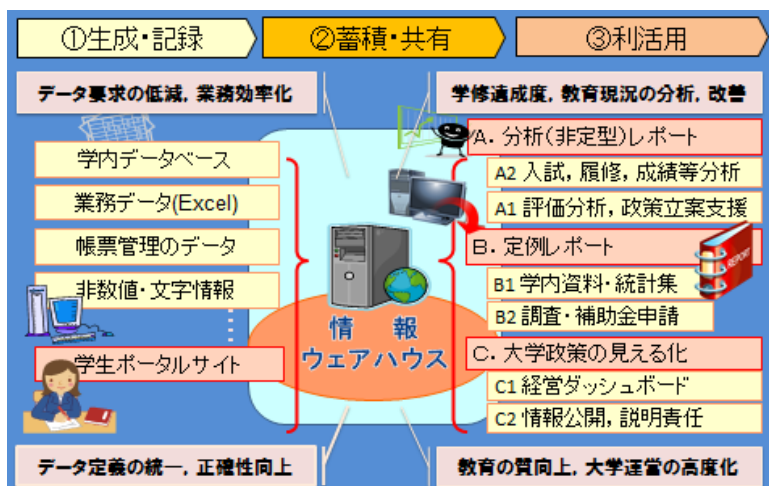 ①生成・記録
②蓄積・共有
③利活用
データ要求の低減，業務効率化
学修達成度，教育現況の分析，改善
学内データベース
業務データ(Excel)
帳票管理のデータ
非数値・文字情報
学生ポータルサイト
情　報
ウェアハウス
A．分析(非定型)レポート
A2 入試，履修，成績等分析
A1 評価分析，政策立案支援
B．定例レポート
REPORT
B1 学内資料・統計集
B2 調査・補助金申請
C．大学政策の見える化
C1 経営ダッシュボード
C2 情報公開，説明責任
データ定義の統一，正確性向上
教育の質向上，大学運営の高度化